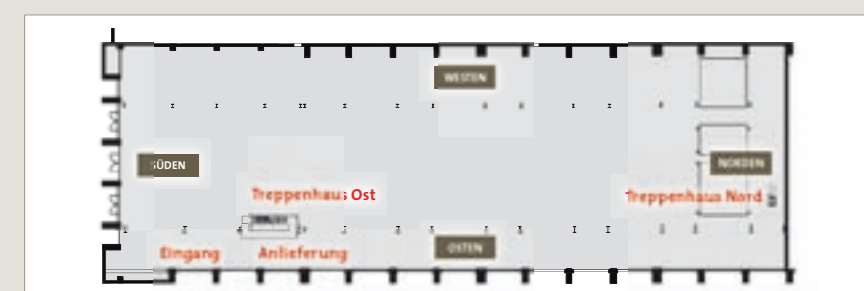 WESTEN
SÜDEN
NORDEN
Treppenhaus Ost
Treppenhaus Nord
OSTEN
Eingang
Anlieferung